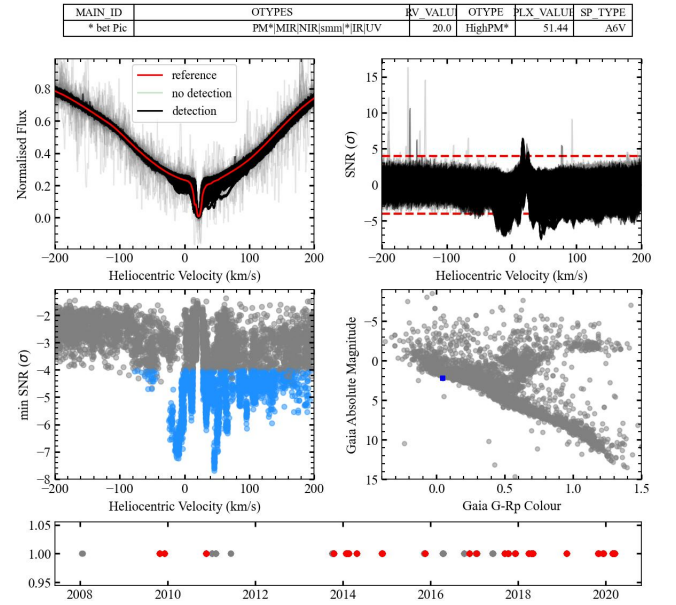 MAIN_ID OTYPES RV_VALUE OTYPE PLX_VALUE SP_TYPE
* bet Pic PM*|MIR|NIR|smm|*|IR|UV 20.0 HighPM* 51.44 A6V
reference
no detection
detection
Normalised Flux
0.8
0.6
0.4
0.2
0.0
−200 −100 0 100 200
Heliocentric Velocity (km/s)
SNR (σ)
15
10
5
0
−5
−200 −100 0 100 200
Heliocentric Velocity (km/s)
min SNR (σ)
−2
−3
−4
−5
−6
−7
−8
−200 −100 0 100 200
Heliocentric Velocity (km/s)
Gaia Absolute Magnitude
−5
0
5
10
15
0.0 0.5 1.0 1.5
Gaia G-Rp Colour
1.05
1.00
0.95
2008 2010 2012 2014 2016 2018 2020